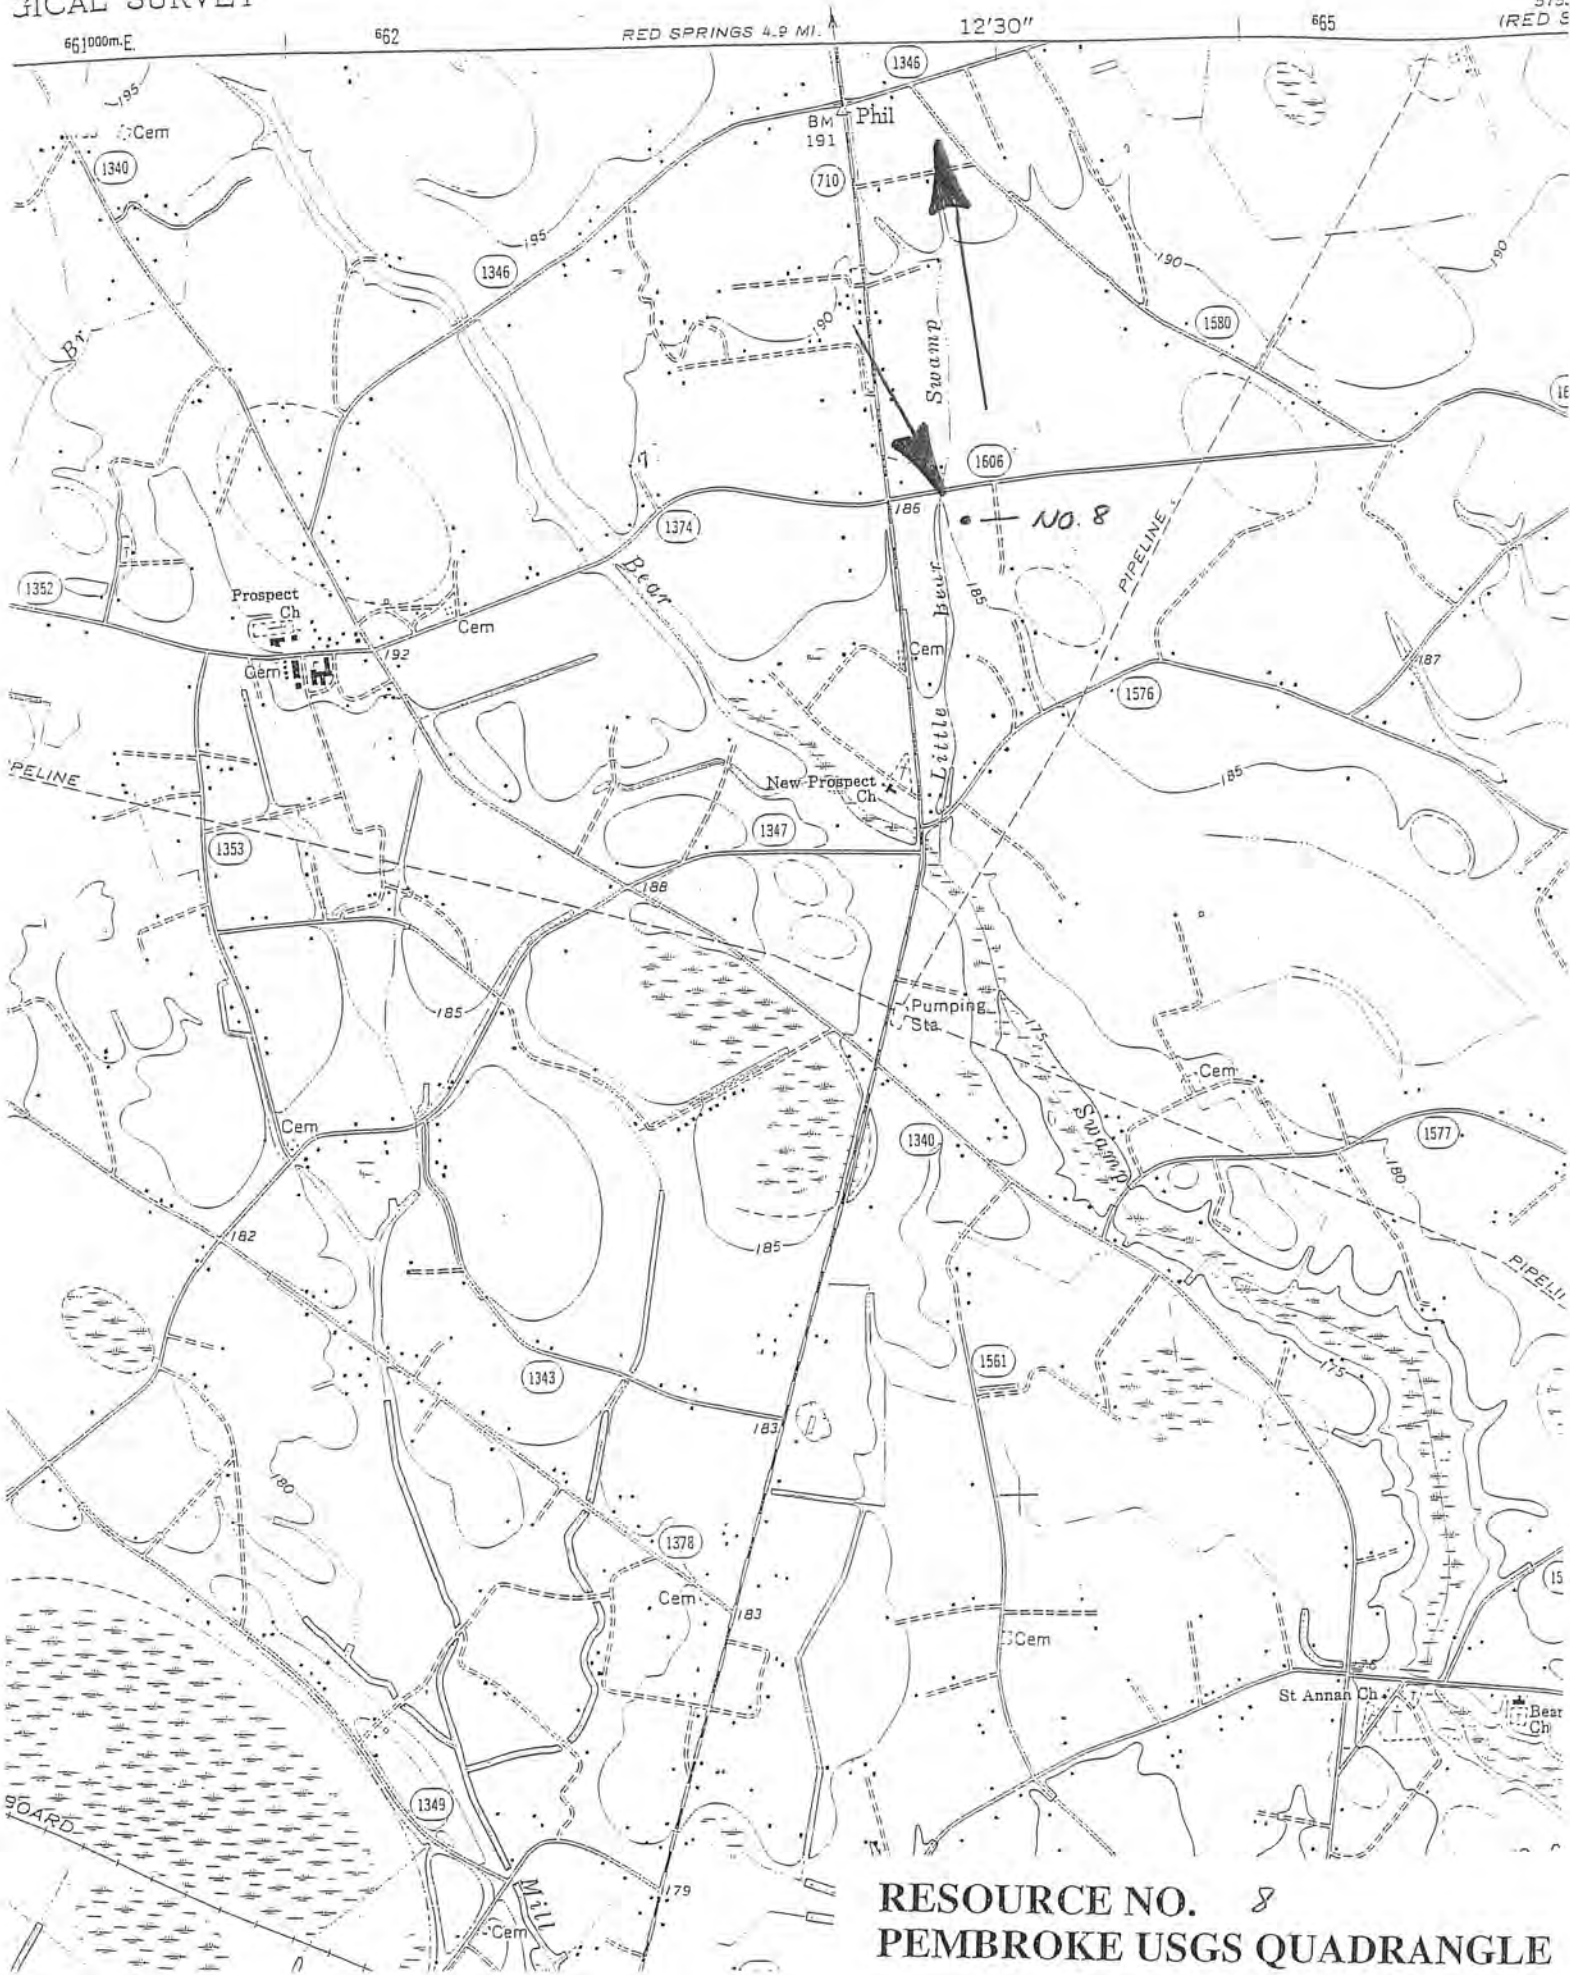 GICAL SURVEY
661000m.E.
662
RED SPRINGS 4.9 MI.
12'30"
665
(RED S
195
Cem
1340
1346
BM
191
Phil
710
195
1346
190
190
190
Br
Swamp
1580
1606
186
NO. 8
1374
Bear
PIPELINE
1352
Prospect
Ch
Cem
Cem
192
Bear
185
Cem
187
1576
Little
PELINE
New Prospect
Ch
185
1353
1347
188
185
Pumping
Sta
175
Cem
Swamp
Cem
1340
1577
180
182
185
PIPELI
1343
1561
175
183
180
1378
Cem
183
Cem
15
St Annah Ch
Bear
Ch
BOARD
1349
179
Mill
Cem
RESOURCE NO. 8
PEMBROKE USGS QUADRANGLE